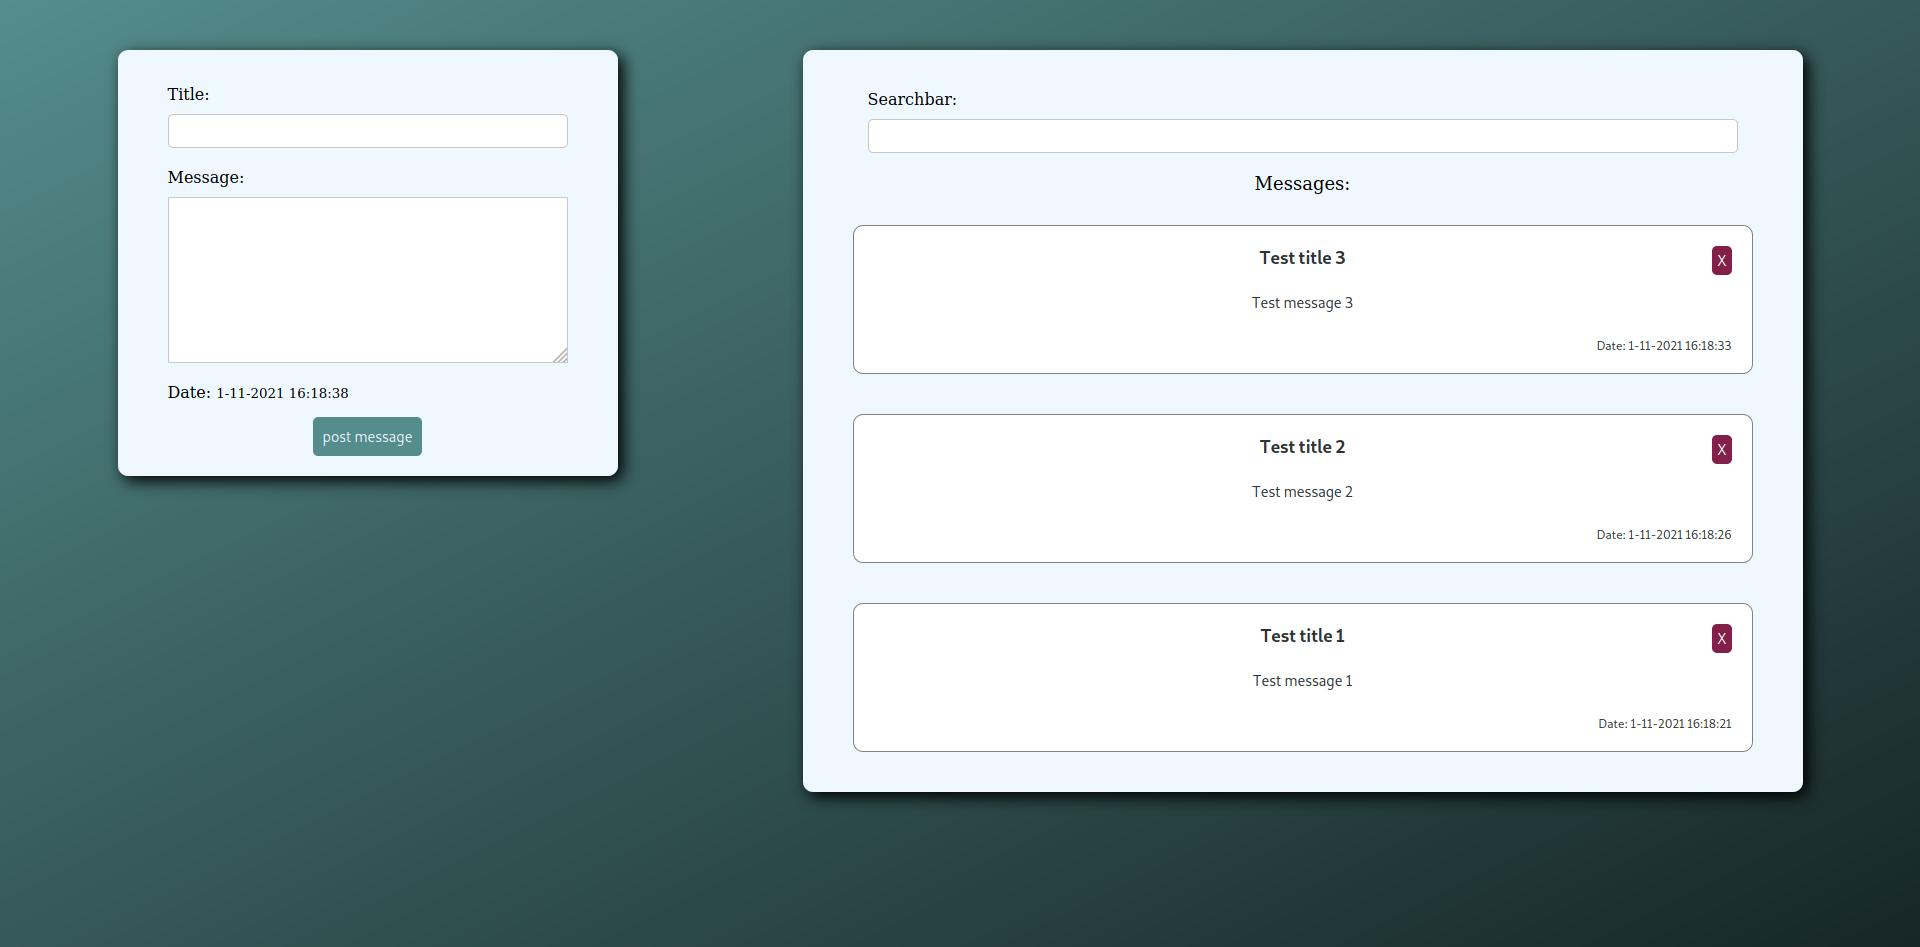 Title:
Message:
Date: 1-11-2021 16:18:38
post message
Searchbar:
Messages:
Test title 3
X
Test message 3
Date: 1-11-2021 16:18:33
Test title 2
X
Test message 2
Date: 1-11-2021 16:18:26
Test title 1
X
Test message 1
Date: 1-11-2021 16:18:21